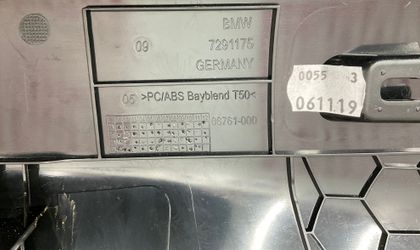 BMW
09 7291175
GERMANY
05 >PC/ABS Bayblend T50<
08761-000
0055 3
061119